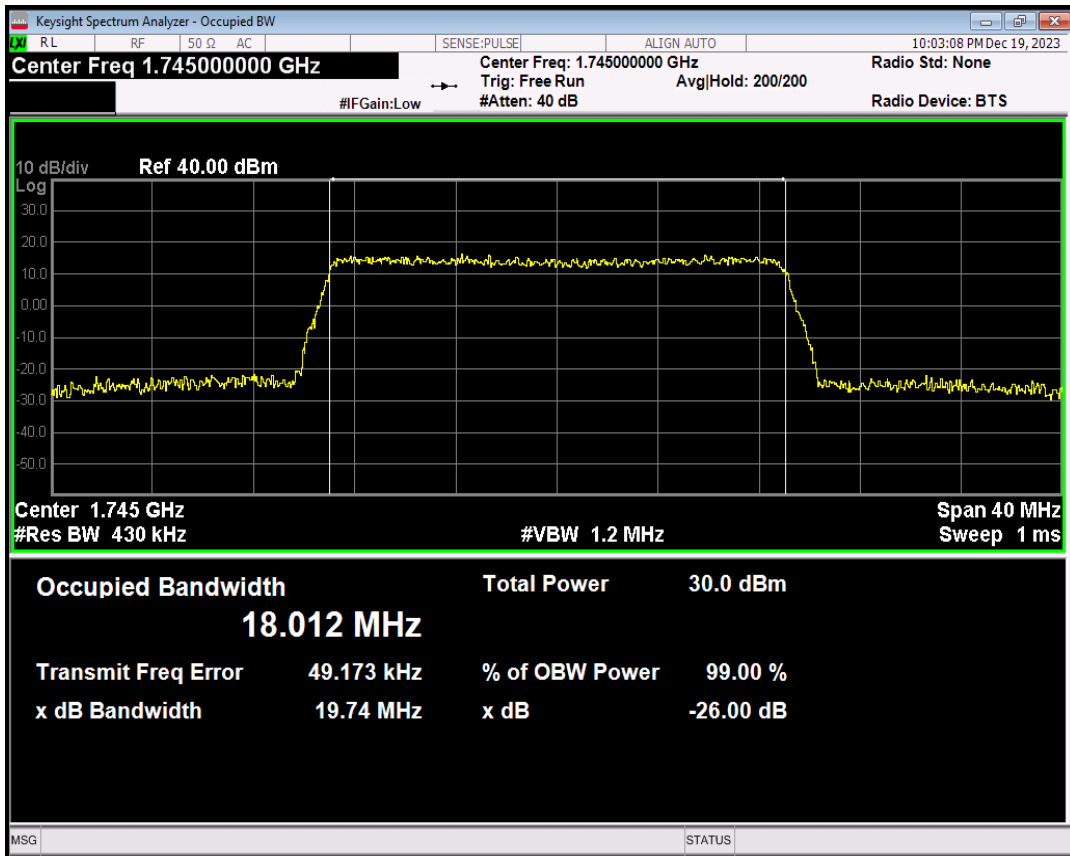 Keysight Spectrum Analyzer - Occupied BW
LXI RL RF 50 Ω AC SENSE:PULSE ALIGN AUTO 10:03:08 PM Dec 19, 2023
Center Freq 1.745000000 GHz
Center Freq: 1.745000000 GHz Radio Std: None
Trig: Free Run Avg|Hold: 200/200
#IFGain:Low #Atten: 40 dB Radio Device: BTS
10 dB/div Ref 40.00 dBm
Log
30.0
20.0
10.0
0.00
-10.0
-20.0
-30.0
-40.0
-50.0
Center 1.745 GHz Span 40 MHz
#Res BW 430 kHz #VBW 1.2 MHz Sweep 1 ms
Occupied Bandwidth Total Power 30.0 dBm
18.012 MHz
Transmit Freq Error 49.173 kHz % of OBW Power 99.00 %
x dB Bandwidth 19.74 MHz x dB -26.00 dB
MSG STATUS